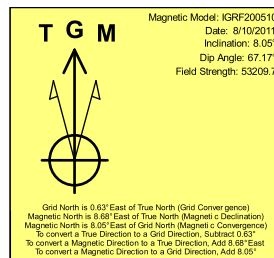 Magnetic Model: IGRF200510
Date: 8/10/2011
Inclination: 8.05°
Dip Angle: 67.17°
Field Strength: 53209.7
T G M
Grid North is 0.63° East of True North (Grid Convergence)
Magnetic North is 8.68° East of True North (Magnetic Declination)
Magnetic North is 8.05° East of Grid North (Magnetic Convergence)
To convert a True Direction to a Grid Direction, Subtract 0.63°
To convert a Magnetic Direction to a True Direction, Add 8.68° East
To convert a Magnetic Direction to a Grid Direction, Add 8.05°